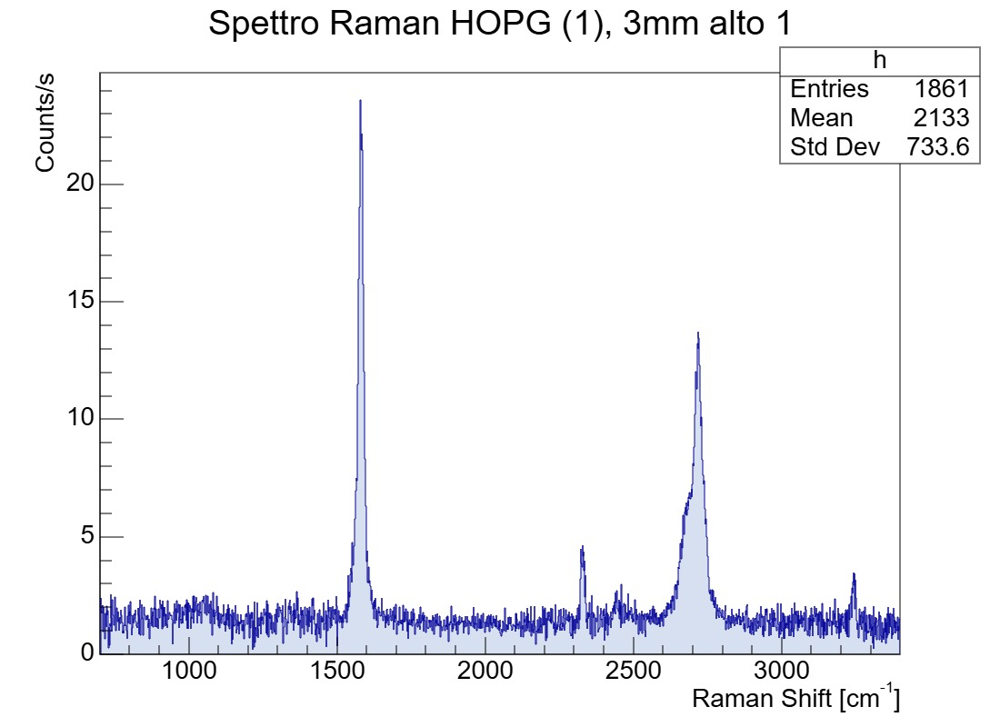 Spettro Raman HOPG (1), 3mm alto 1
h
Entries 1861
Mean 2133
Std Dev 733.6
Counts/s
20
15
10
5
0
1000 1500 2000 2500 3000
Raman Shift [cm⁻¹]